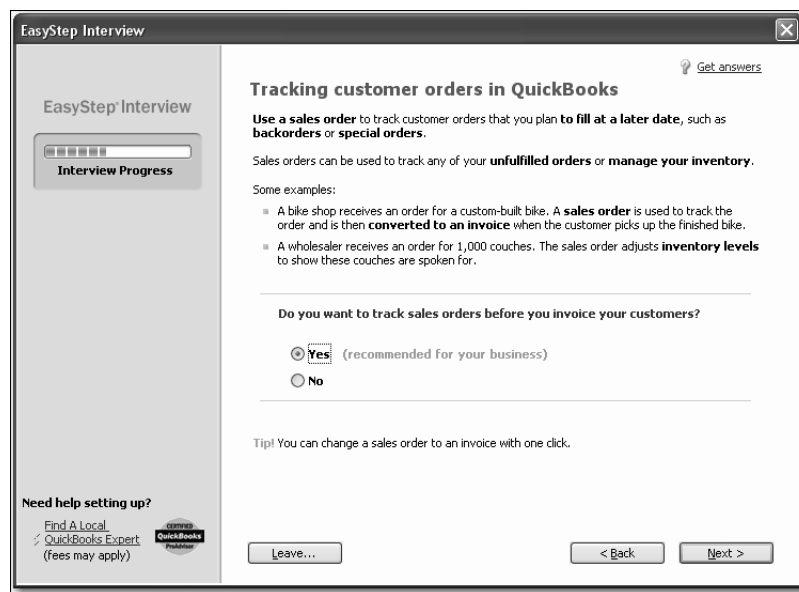 EasyStep Interview
Get answers
EasyStep Interview
Interview Progress
Tracking customer orders in QuickBooks
Use a sales order to track customer orders that you plan to fill at a later date, such as
backorders or special orders.
Sales orders can be used to track any of your unfulfilled orders or manage your inventory.
Some examples:
A bike shop receives an order for a custom-built bike. A sales order is used to track the
order and is then converted to an invoice when the customer picks up the finished bike.
A wholesaler receives an order for 1,000 couches. The sales order adjusts inventory levels
to show these couches are spoken for.
Do you want to track sales orders before you invoice your customers?
Yes (recommended for your business)
No
Tip! You can change a sales order to an invoice with one click.
Need help setting up?
Find A Local
QuickBooks Expert
(fees may apply)
CERTIFIED
QuickBooks
ProAdvisor
Leave...
< Back
Next >